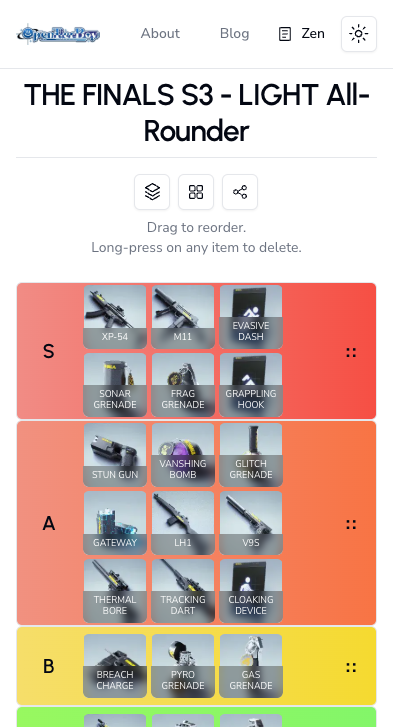 OpenTierBoy
About
Blog
Zen
THE FINALS S3 - LIGHT All-
Rounder
Drag to reorder.
Long-press on any item to delete.
S
XP-54
M11
EVASIVE
DASH
SONAR
GRENADE
FRAG
GRENADE
GRAPPLING
HOOK
A
STUN GUN
VANSHING
BOMB
GLITCH
GRENADE
GATEWAY
LH1
V9S
THERMAL
BORE
TRACKING
DART
CLOAKING
DEVICE
B
BREACH
CHARGE
PYRO
GRENADE
GAS
GRENADE